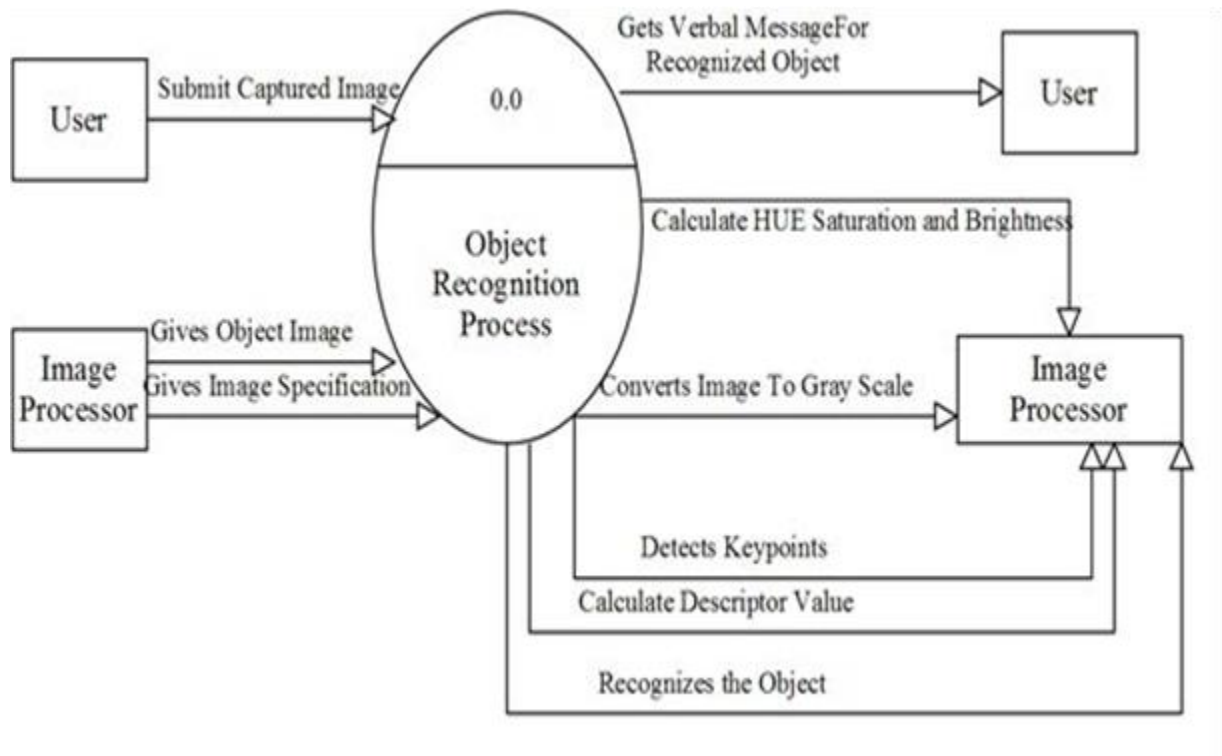 Gets Verbal MessageFor
Recognized Object
User
Submit Captured Image
0.0
User
Calculate HUE Saturation and Brightness
Object
Recognition
Process
Gives Object Image
Image
Processor
Gives Image Specification
Converts Image To Gray Scale
Image
Processor
Detects Keypoints
Calculate Descriptor Value
Recognizes the Object